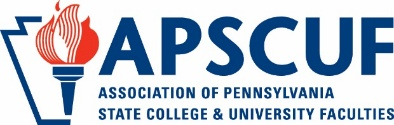 APSCUF
ASSOCIATION OF PENNSYLVANIA
STATE COLLEGE & UNIVERSITY FACULTIES